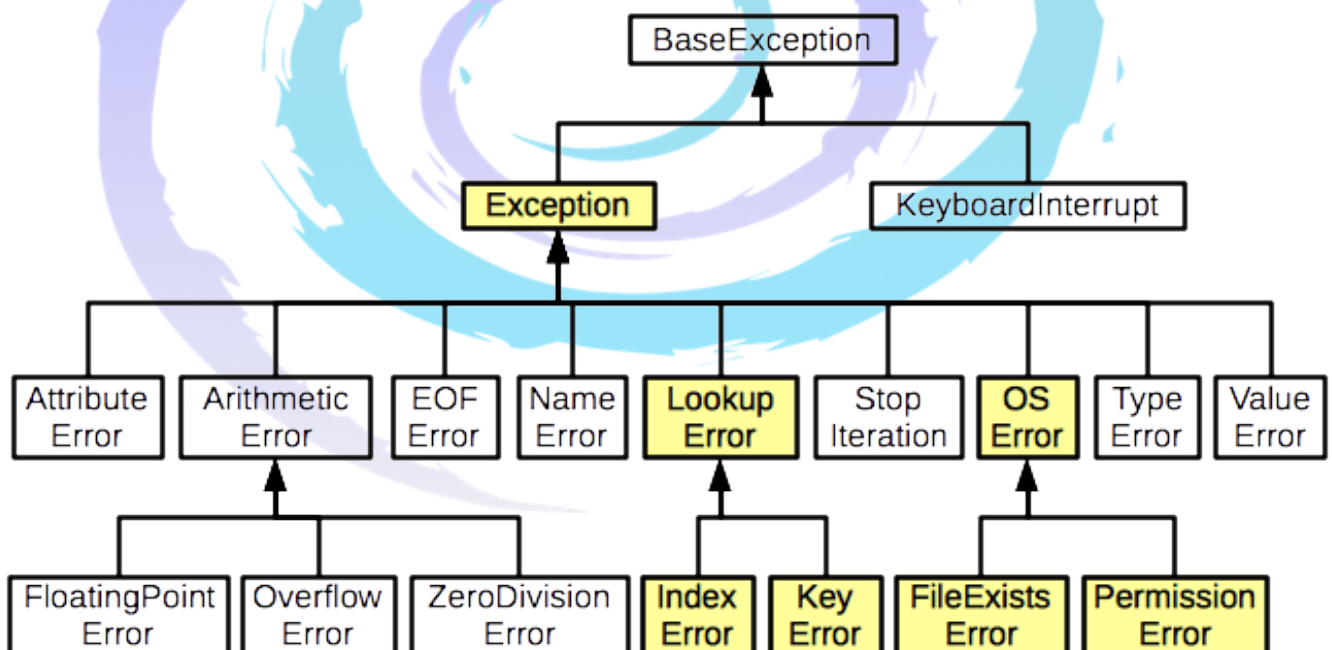 BaseException
Exception
KeyboardInterrupt
Attribute
Error
Arithmetic
Error
EOF
Error
Name
Error
Lookup
Error
Stop
Iteration
OS
Error
Type
Error
Value
Error
FloatingPoint
Error
Overflow
Error
ZeroDivision
Error
Index
Error
Key
Error
FileExists
Error
Permission
Error